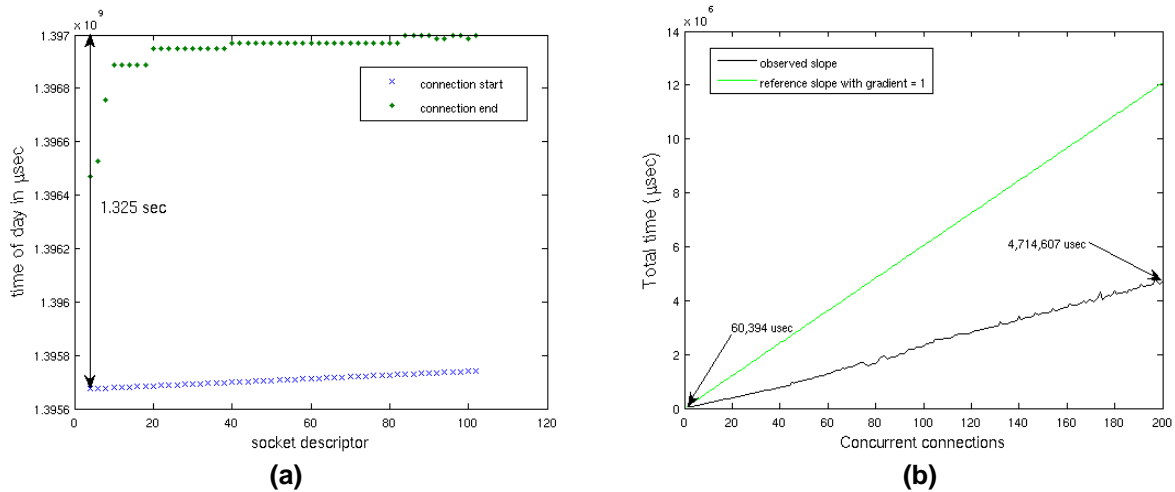 x 10^9
1.397
1.3968
1.3966
1.3964
1.3962
1.396
1.3958
1.3956
time of day in μsec
connection start
connection end
1.325 sec
0 20 40 60 80 100 120
socket descriptor
(a)
x 10^6
14
12
10
8
6
4
2
0
Total time (μsec)
observed slope
reference slope with gradient = 1
4,714,607 usec
60,394 usec
0 20 40 60 80 100 120 140 160 180 200
Concurrent connections
(b)